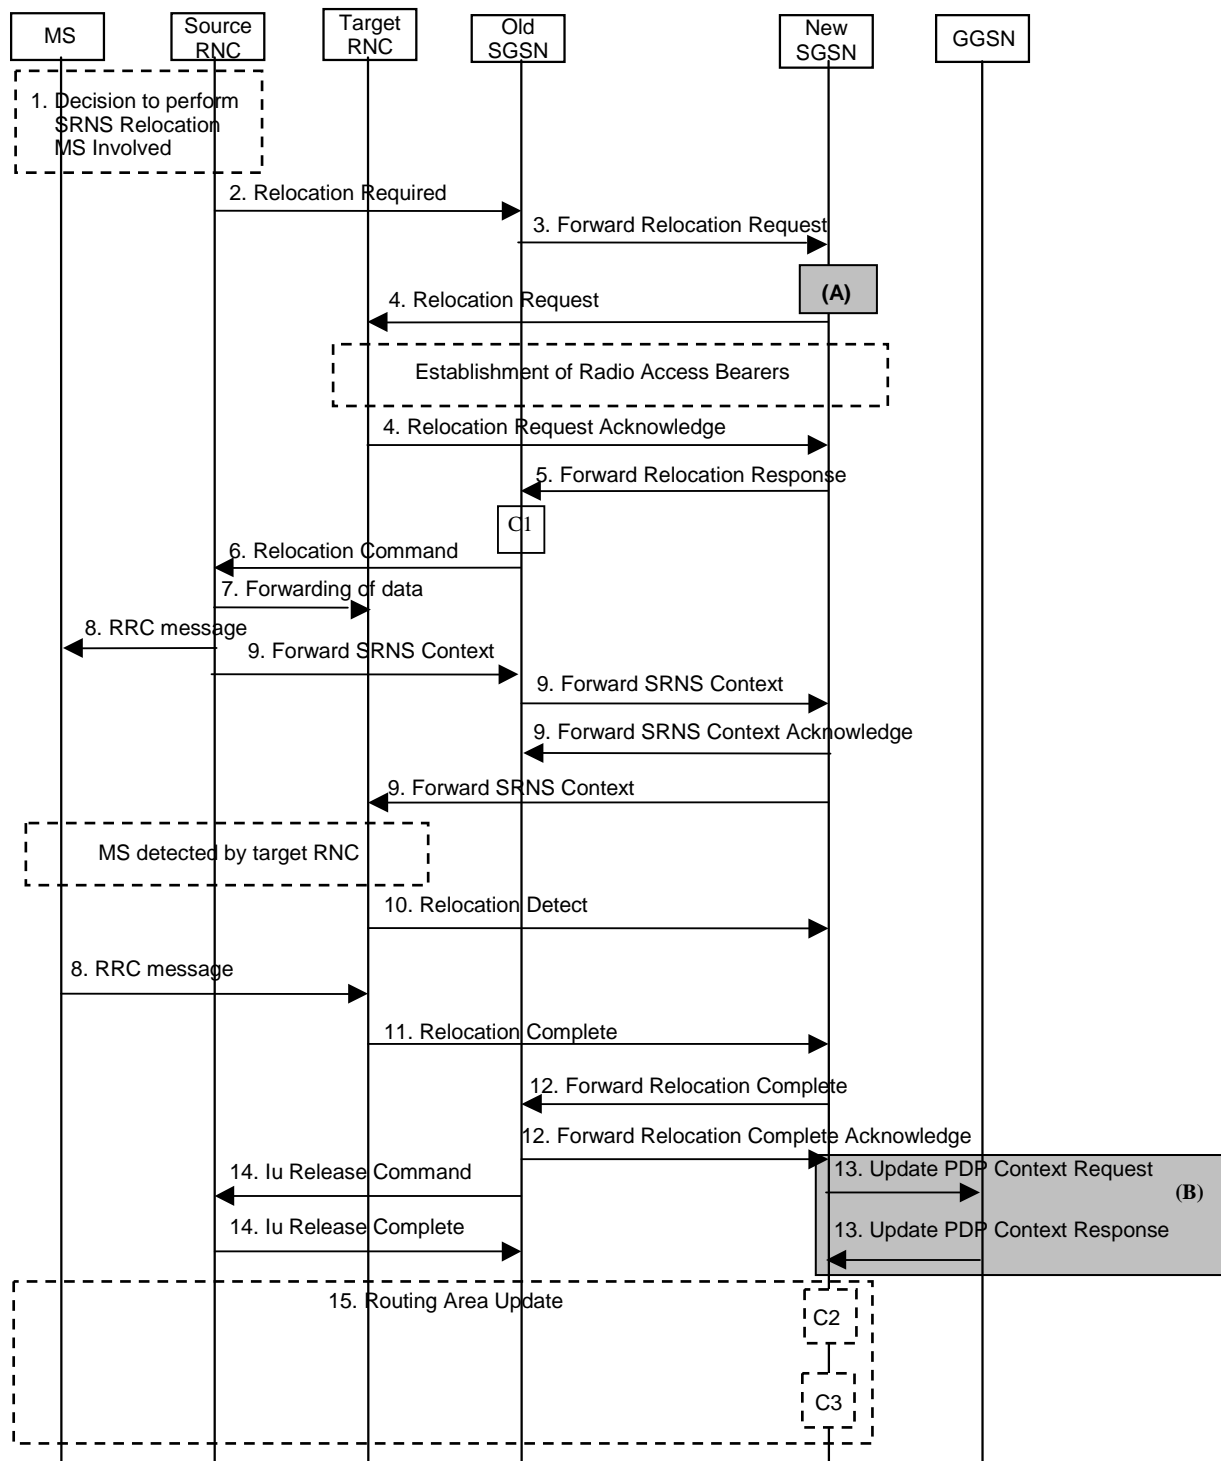 MS
Source
RNC
Target
RNC
Old
SGSN
New
SGSN
GGSN
1. Decision to perform
SRNS Relocation
MS Involved
2. Relocation Required
3. Forward Relocation Request
(A)
4. Relocation Request
Establishment of Radio Access Bearers
4. Relocation Request Acknowledge
5. Forward Relocation Response
C1
6. Relocation Command
7. Forwarding of data
8. RRC message
9. Forward SRNS Context
9. Forward SRNS Context
9. Forward SRNS Context Acknowledge
9. Forward SRNS Context
MS detected by target RNC
10. Relocation Detect
8. RRC message
11. Relocation Complete
12. Forward Relocation Complete
12. Forward Relocation Complete Acknowledge
14. Iu Release Command
13. Update PDP Context Request
(B)
14. Iu Release Complete
13. Update PDP Context Response
15. Routing Area Update
C2
C3